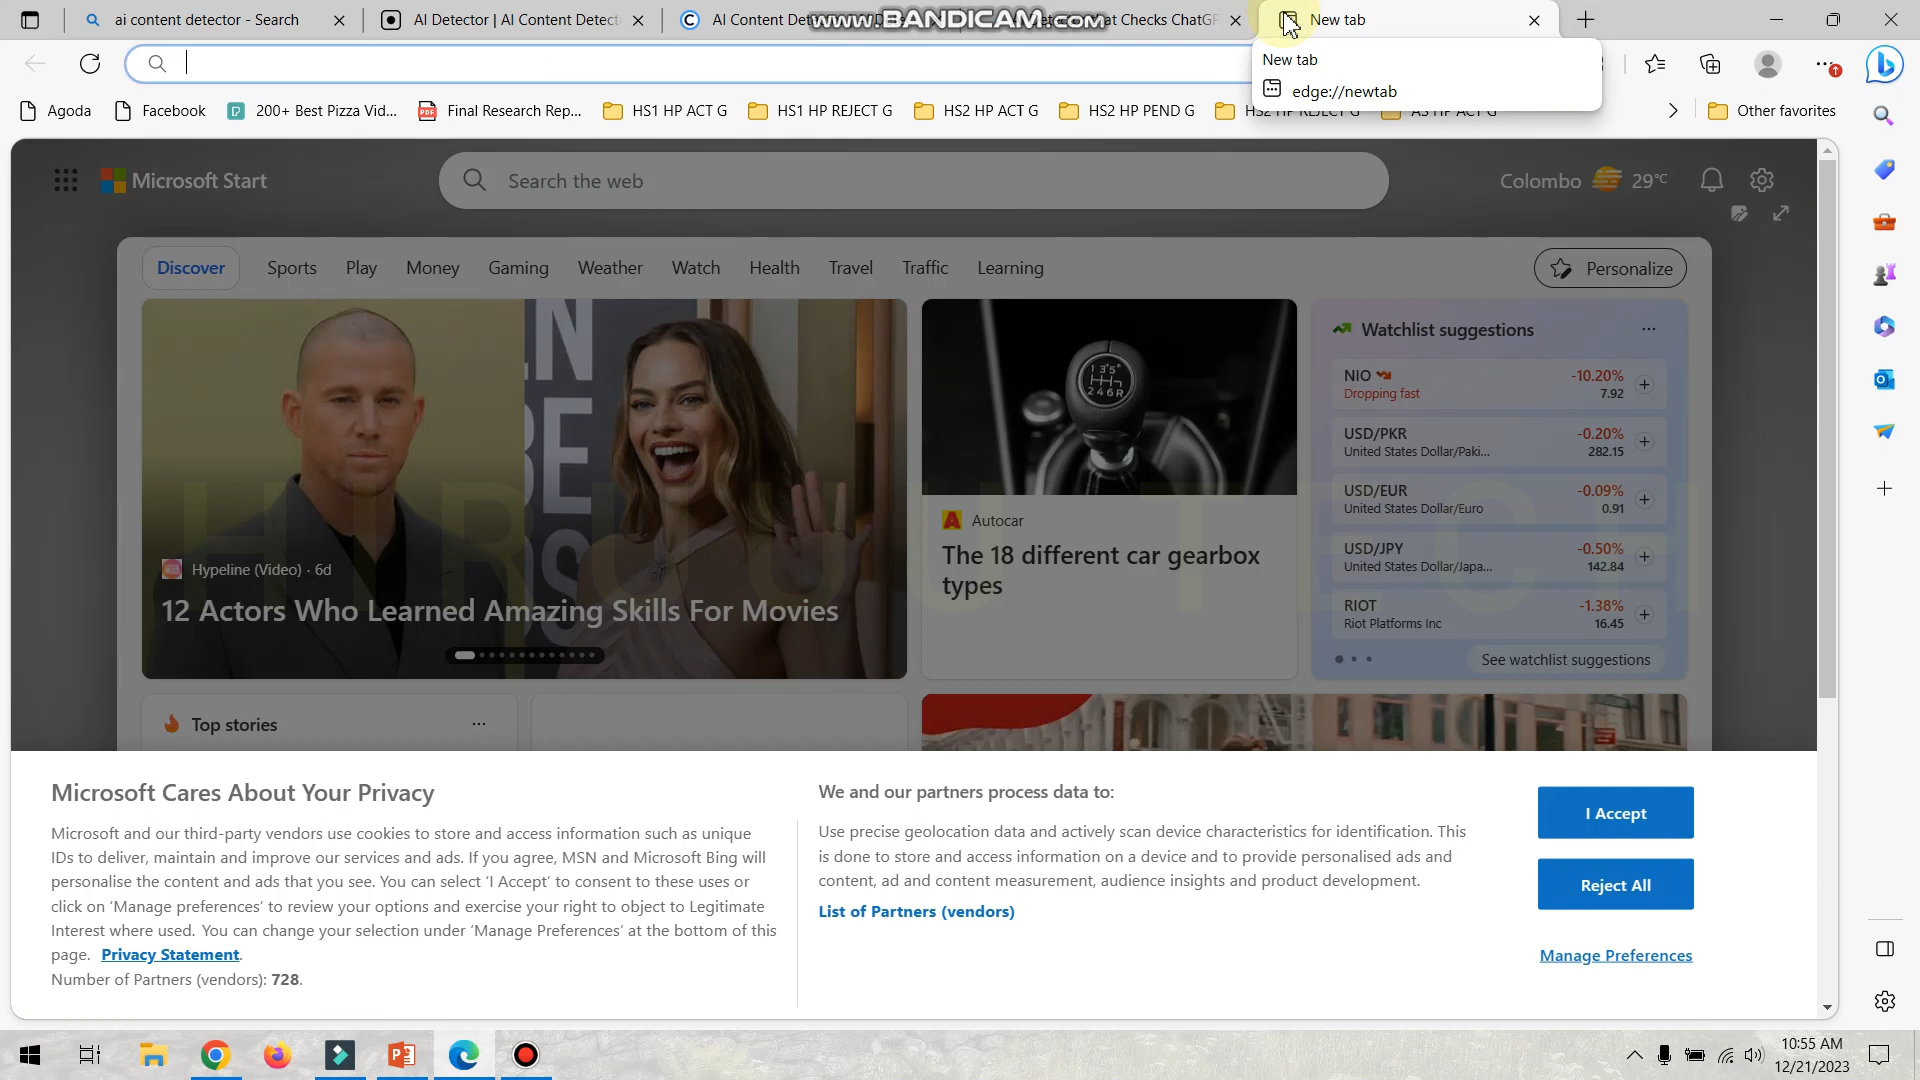 ai content detector - Search
AI Detector | AI Content Detect
AI Content Det
www.BANDICAM.com
at Checks ChatGP
New tab
New tab
edge://newtab
Agoda
Facebook
200+ Best Pizza Vid...
Final Research Rep...
HS1 HP ACT G
HS1 HP REJECT G
HS2 HP ACT G
HS2 HP PEND G
HS2 HP REJECT G
AS HP ACT G
Other favorites
Microsoft Start
Search the web
Colombo
29°C
Discover
Sports
Play
Money
Gaming
Weather
Watch
Health
Travel
Traffic
Learning
Personalize
Hypeline (Video) · 6d
12 Actors Who Learned Amazing Skills For Movies
Autocar
The 18 different car gearbox
types
Watchlist suggestions
NIO
-10.20%
Dropping fast
7.92
USD/PKR
-0.20%
United States Dollar/Paki...
282.15
USD/EUR
-0.09%
United States Dollar/Euro
0.91
USD/JPY
-0.50%
United States Dollar/Japa...
142.84
RIOT
-1.38%
Riot Platforms Inc
16.45
See watchlist suggestions
Top stories
Microsoft Cares About Your Privacy
Microsoft and our third-party vendors use cookies to store and access information such as unique
IDs to deliver, maintain and improve our services and ads. If you agree, MSN and Microsoft Bing will
personalise the content and ads that you see. You can select 'I Accept' to consent to these uses or
click on 'Manage preferences' to review your options and exercise your right to object to Legitimate
Interest where used. You can change your selection under 'Manage Preferences' at the bottom of this
page. Privacy Statement.
Number of Partners (vendors): 728.
We and our partners process data to:
Use precise geolocation data and actively scan device characteristics for identification. This
is done to store and access information on a device and to provide personalised ads and
content, ad and content measurement, audience insights and product development.
List of Partners (vendors)
I Accept
Reject All
Manage Preferences
10:55 AM
12/21/2023